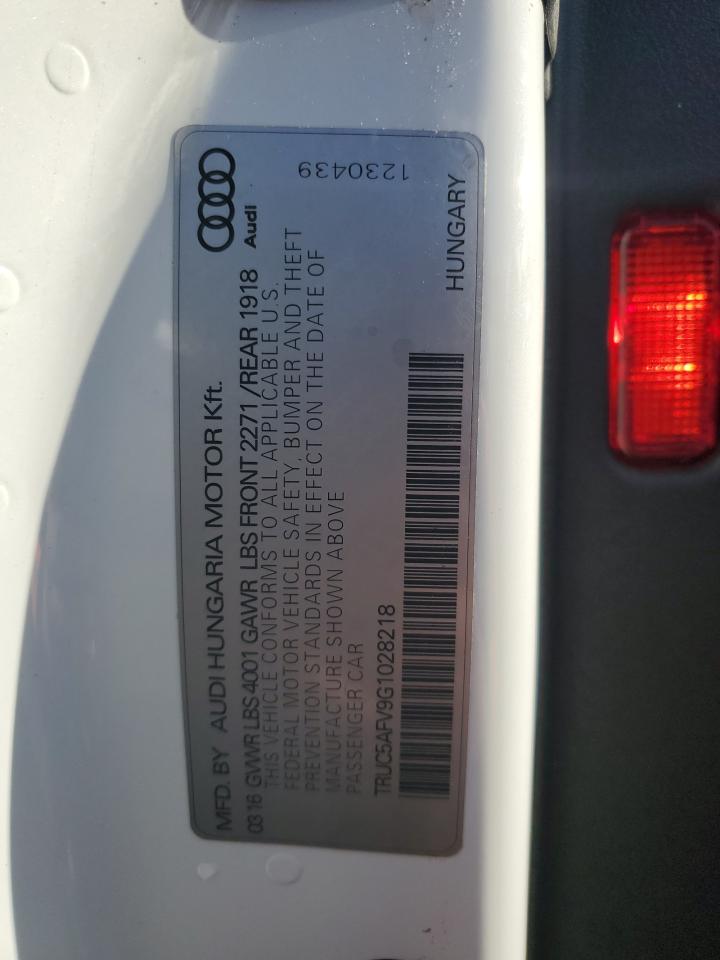 MFD. BY AUDI HUNGARIA MOTOR Kft.
Audi
03 16 GVWR LBS 4001 GAWR LBS FRONT 2271 /REAR 1918
THIS VEHICLE CONFORMS TO ALL APPLICABLE U.S.
FEDERAL MOTOR VEHICLE SAFETY, BUMPER AND THEFT
PREVENTION STANDARDS IN EFFECT ON THE DATE OF
MANUFACTURE SHOWN ABOVE
PASSENGER CAR
1230439
TRUC5AFV9G1028218
HUNGARY